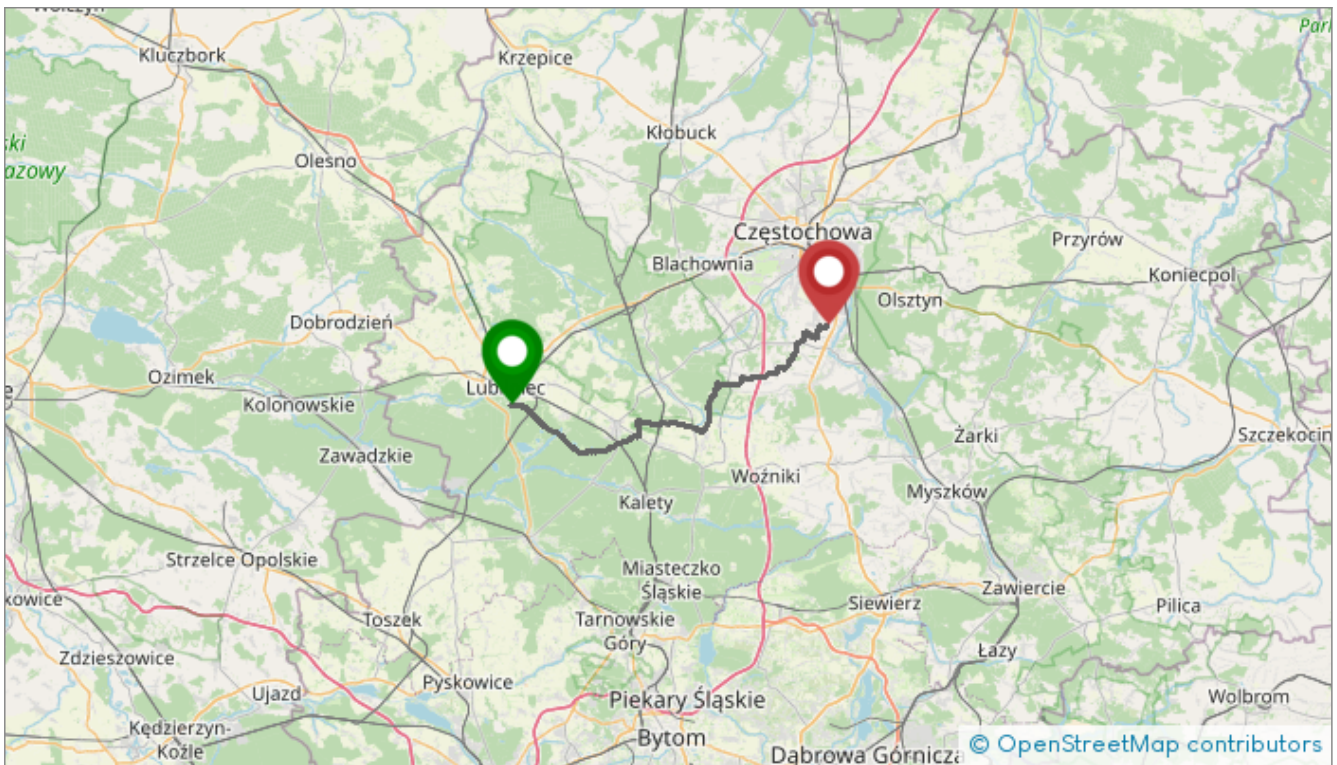 Kluczbork
Krzepice
Kłobuck
Olesno
Częstochowa
Przyrów
Blachownia
Koniecpol
Olsztyn
Dobrodzień
Ozimek
Kolonowskie
Żarki
Zawadzkie
Woźniki
Myszków
Kalety
Strzelce Opolskie
Miasteczko
Śląskie
Zawiercie
Siewierz
Pilica
Toszek
Tarnowskie
Góry
Łazy
Zdzieszowice
Pyskowice
Ujazd
Piekary Śląskie
Wolbrom
Kędzierzyn-
Koźle
Bytom
Dąbrowa Górnicza
© OpenStreetMap contributors